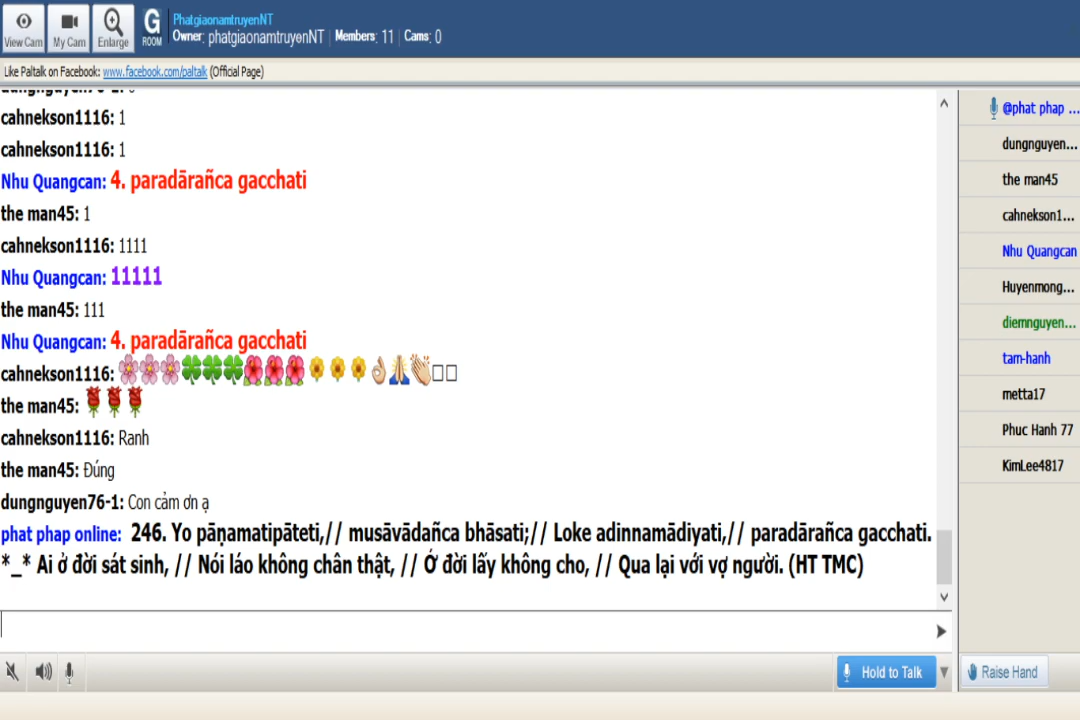 View Cam
My Cam
Enlarge
G
ROOM
PhatgiaonamtruyenNT
Owner: phatgiaonamtruyenNT | Members: 11 | Cams: 0
Like Paltalk on Facebook: www.facebook.com/paltalk (Official Page)
cahnekson1116: 1
cahnekson1116: 1
Nhu Quangcan: 4. paradārañca gacchati
the man45: 1
cahnekson1116: 1111
Nhu Quangcan: 11111
the man45: 111
Nhu Quangcan: 4. paradārañca gacchati
cahnekson1116: 🌸🌸🌸🍀🍀🍀🌺🌺🌺🌼🌼🌼👌🙏👏□□
the man45: 🌹🌹🌹
cahnekson1116: Ranh
the man45: Đúng
dungnguyen76-1: Con cảm ơn ạ
phat phap online: 246. Yo pāṇamatipāteti,// musāvādañca bhāsati;// Loke adinnamādiyati,// paradārañca gacchati.
*_* Ai ở đời sát sinh, // Nói láo không chân thật, // Ở đời lấy không cho, // Qua lại với vợ người. (HT TMC)
Hold to Talk
@phat phap ...
dungnguyen...
the man45
cahnekson1...
Nhu Quangcan
Huyenmong...
diemnguyen...
tam-hanh
metta17
Phuc Hanh 77
KimLee4817
Raise Hand